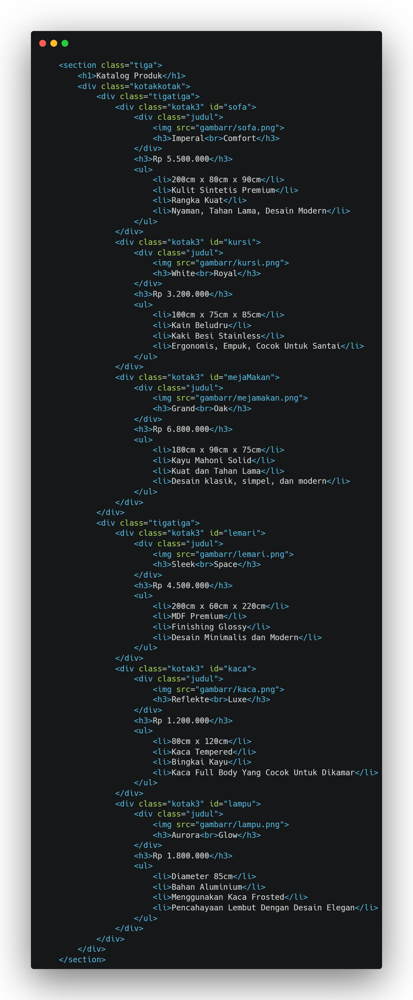 <section class="tiga">
<h1>Katalog Produk</h1>
<div class="kotakkotak">
<div class="tigatiga">
<div class="kotak3" id="sofa">
<div class="judul">
<img src="gambarr/sofa.png">
<h3>Imperal<br>Comfort</h3>
</div>
<h3>Rp 5.500.000</h3>
<ul>
<li>200cm x 80cm x 90cm</li>
<li>Kulit Sintetis Premium</li>
<li>Rangka Kuat</li>
<li>Nyaman, Tahan Lama, Desain Modern</li>
</ul>
</div>
<div class="kotak3" id="kursi">
<div class="judul">
<img src="gambarr/kursi.png">
<h3>White<br>Royal</h3>
</div>
<h3>Rp 3.200.000</h3>
<ul>
<li>100cm x 75cm x 85cm</li>
<li>Kain Beludru</li>
<li>Kaki Besi Stainless</li>
<li>Ergonomis, Empuk, Cocok Untuk Santai</li>
</ul>
</div>
<div class="kotak3" id="mejaMakan">
<div class="judul">
<img src="gambarr/mejamakan.png">
<h3>Grand<br>Oak</h3>
</div>
<h3>Rp 6.800.000</h3>
<ul>
<li>180cm x 90cm x 75cm</li>
<li>Kayu Mahoni Solid</li>
<li>Kuat dan Tahan Lama</li>
<li>Desain klasik, simpel, dan modern</li>
</ul>
</div>
</div>
<div class="tigatiga">
<div class="kotak3" id="lemari">
<div class="judul">
<img src="gambarr/lemari.png">
<h3>Sleek<br>Space</h3>
</div>
<h3>Rp 4.500.000</h3>
<ul>
<li>200cm x 60cm x 220cm</li>
<li>MDF Premium</li>
<li>Finishing Glossy</li>
<li>Desain Minimalis dan Modern</li>
</ul>
</div>
<div class="kotak3" id="kaca">
<div class="judul">
<img src="gambarr/kaca.png">
<h3>Reflekte<br>Luxe</h3>
</div>
<h3>Rp 1.200.000</h3>
<ul>
<li>80cm x 120cm</li>
<li>Kaca Tempered</li>
<li>Bingkai Kayu</li>
<li>Kaca Full Body Yang Cocok Untuk Dikamar</li>
</ul>
</div>
<div class="kotak3" id="lampu">
<div class="judul">
<img src="gambarr/lampu.png">
<h3>Aurora<br>Glow</h3>
</div>
<h3>Rp 1.800.000</h3>
<ul>
<li>Diameter 85cm</li>
<li>Bahan Aluminium</li>
<li>Menggunakan Kaca Frosted</li>
<li>Pencahayaan Lembut Dengan Desain Elegan</li>
</ul>
</div>
</div>
</div>
</section>